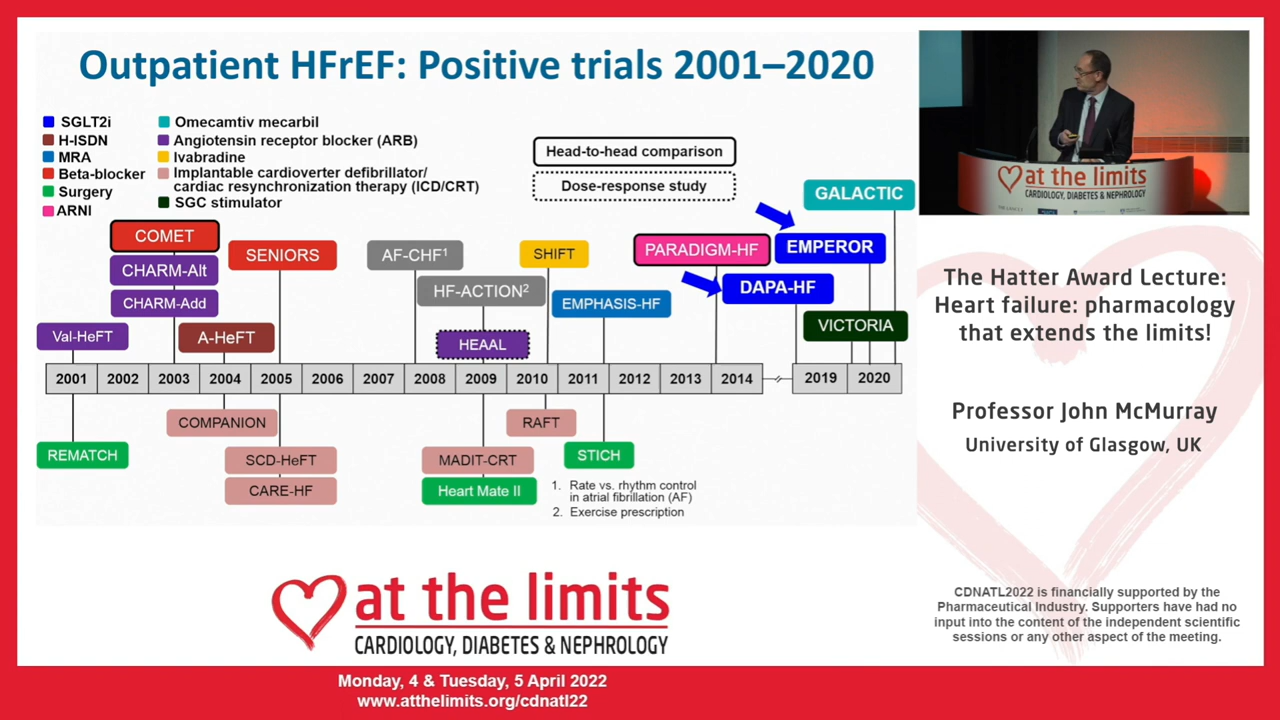 Outpatient HFrEF: Positive trials 2001–2020
SGLT2i
H-ISDN
MRA
Beta-blocker
Surgery
ARNI
Omecamtiv mecarbil
Angiotensin receptor blocker (ARB)
Ivabradine
Implantable cardioverter defibrillator/
cardiac resynchronization therapy (ICD/CRT)
SGC stimulator
Head-to-head comparison
Dose-response study
GALACTIC
COMET
SENIORS
AF-CHF¹
SHIFT
PARADIGM-HF
EMPEROR
CHARM-Alt
HF-ACTION²
DAPA-HF
CHARM-Add
EMPHASIS-HF
Val-HeFT
A-HeFT
HEAAL
VICTORIA
2001 2002 2003 2004 2005 2006 2007 2008 2009 2010 2011 2012 2013 2014 2019 2020
COMPANION
RAFT
REMATCH
SCD-HeFT
MADIT-CRT
STICH
CARE-HF
Heart Mate II
1. Rate vs. rhythm control
in atrial fibrillation (AF)
2. Exercise prescription
at the limits
CARDIOLOGY, DIABETES & NEPHROLOGY
at the limits
CARDIOLOGY, DIABETES & NEPHROLOGY
Monday, 4 & Tuesday, 5 April 2022
www.atthelimits.org/cdnatl22
The Hatter Award Lecture:
Heart failure: pharmacology
that extends the limits!
Professor John McMurray
University of Glasgow, UK
CDNATL2022 is financially supported by the
Pharmaceutical Industry. Supporters have had no
input into the content of the independent scientific
sessions or any other aspect of the meeting.